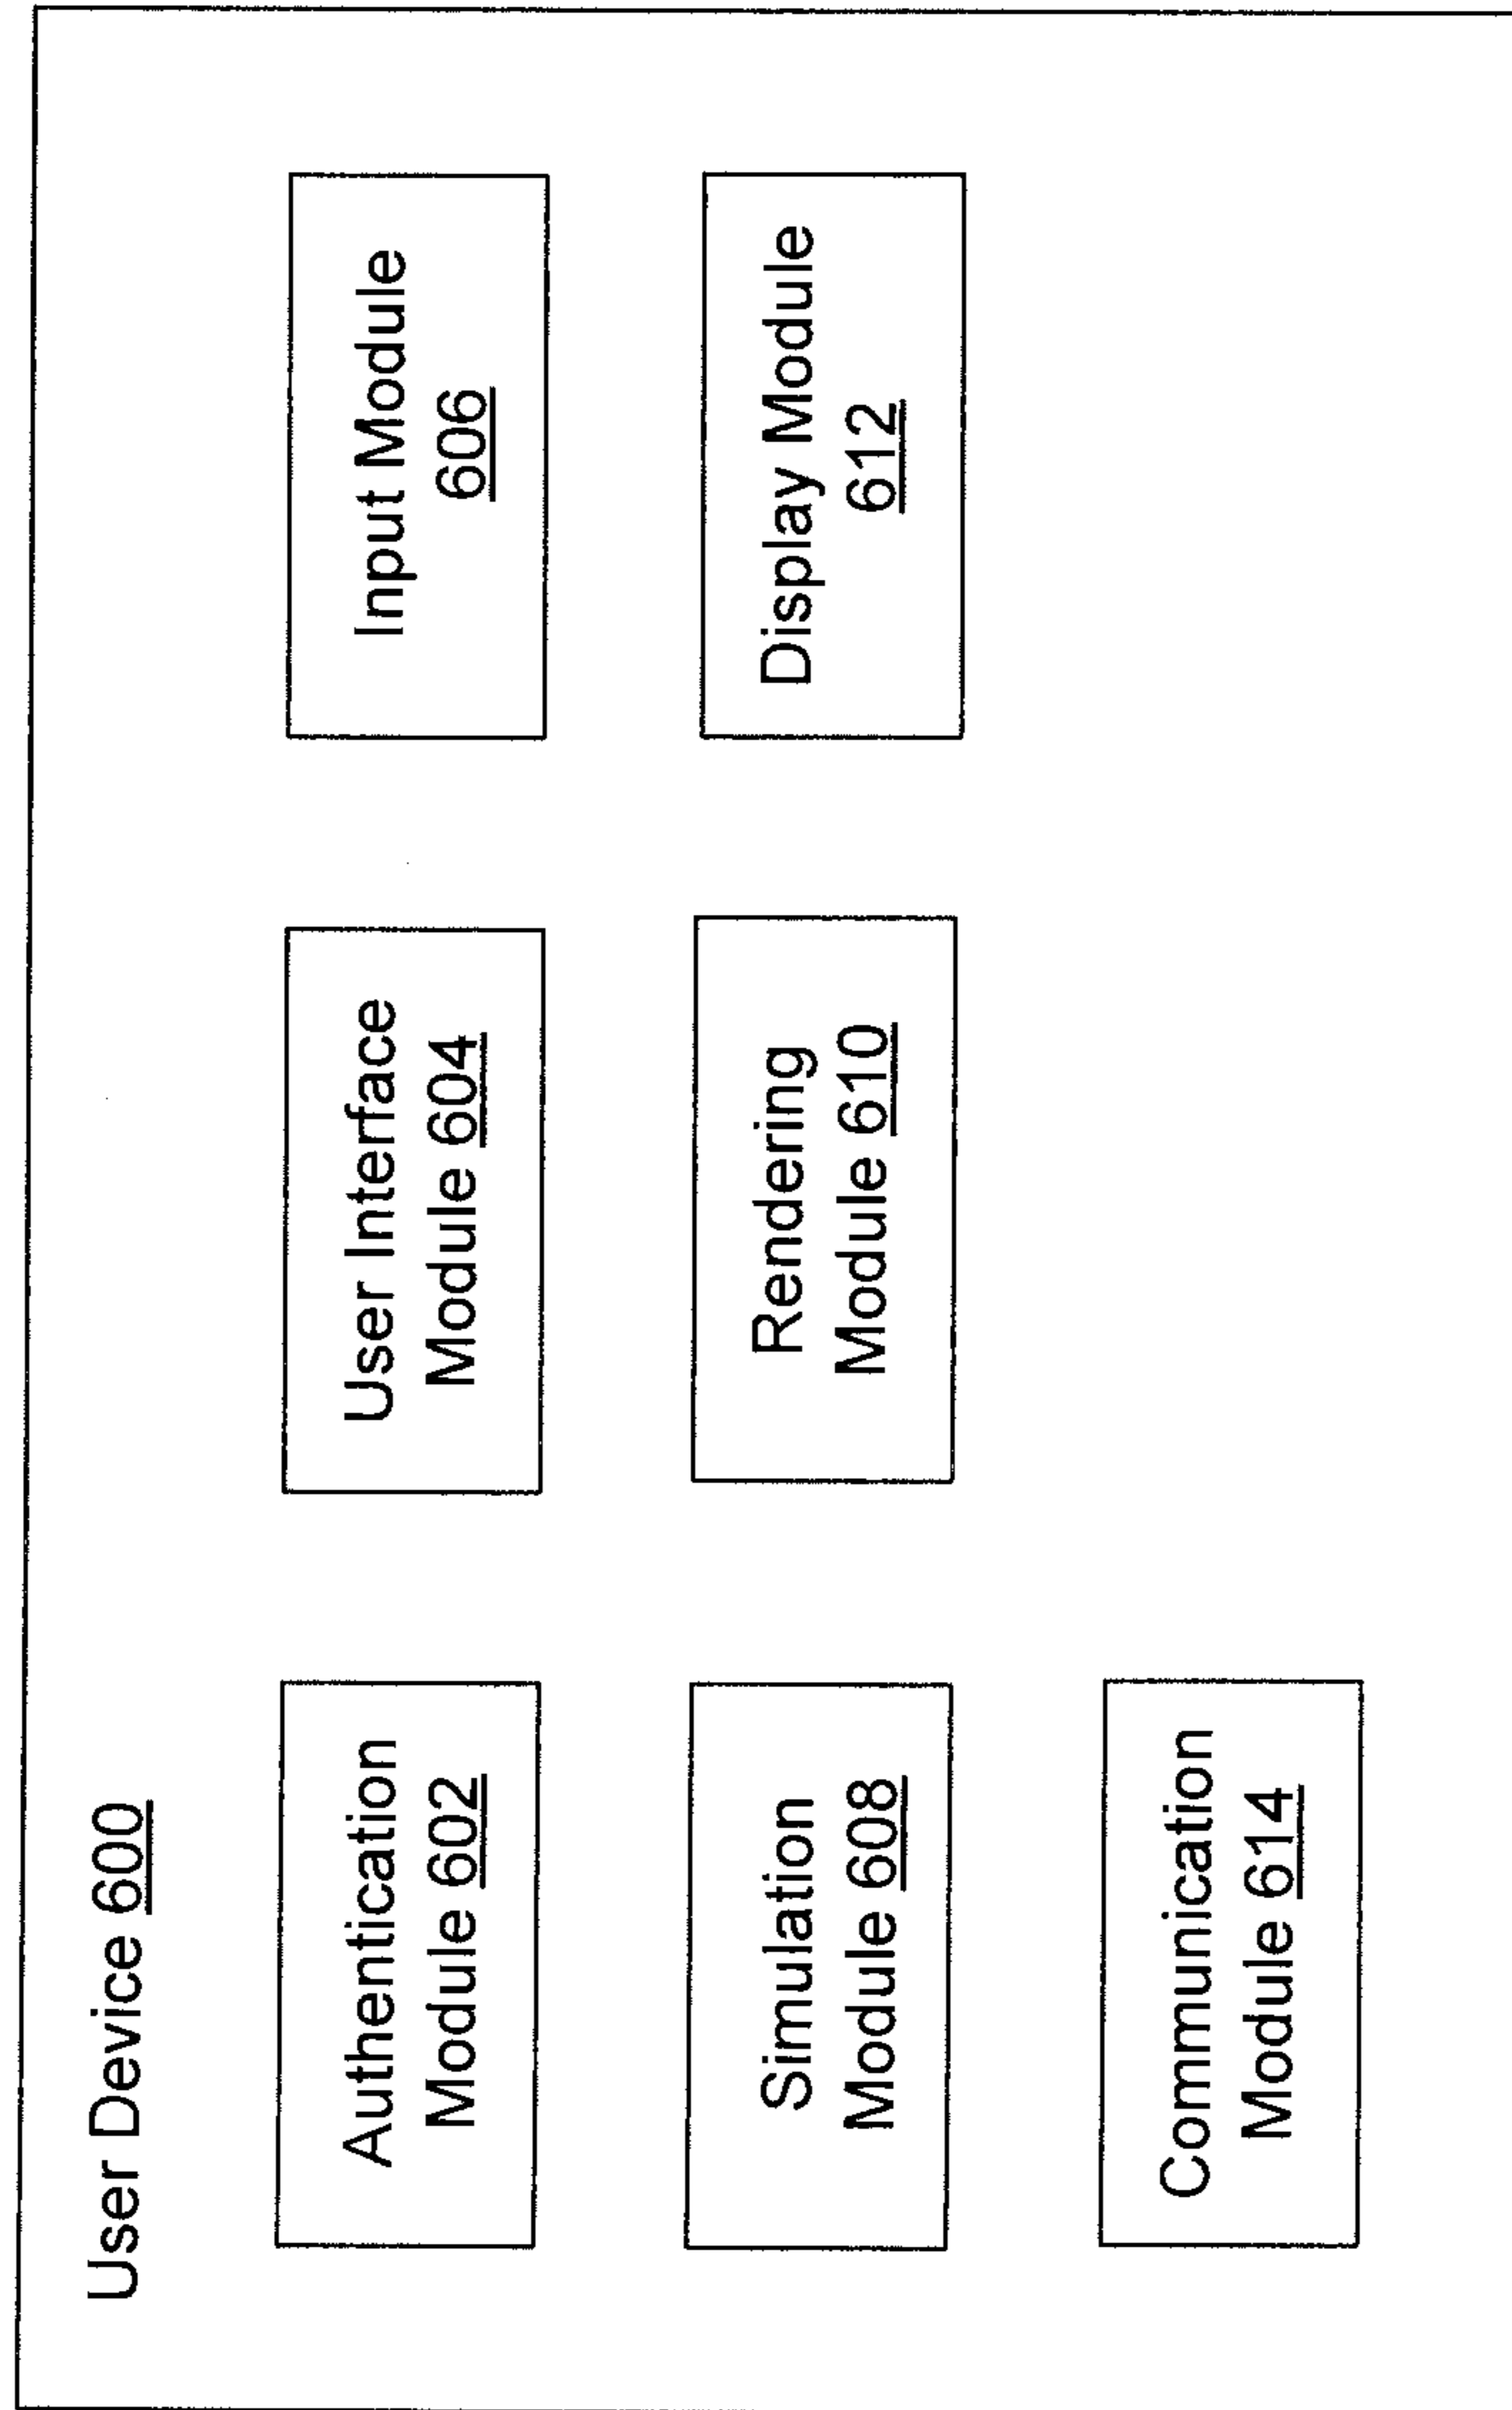 User Device 600
Authentication
Module 602
User Interface
Module 604
Input Module
606
Simulation
Module 608
Rendering
Module 610
Display Module
612
Communication
Module 614